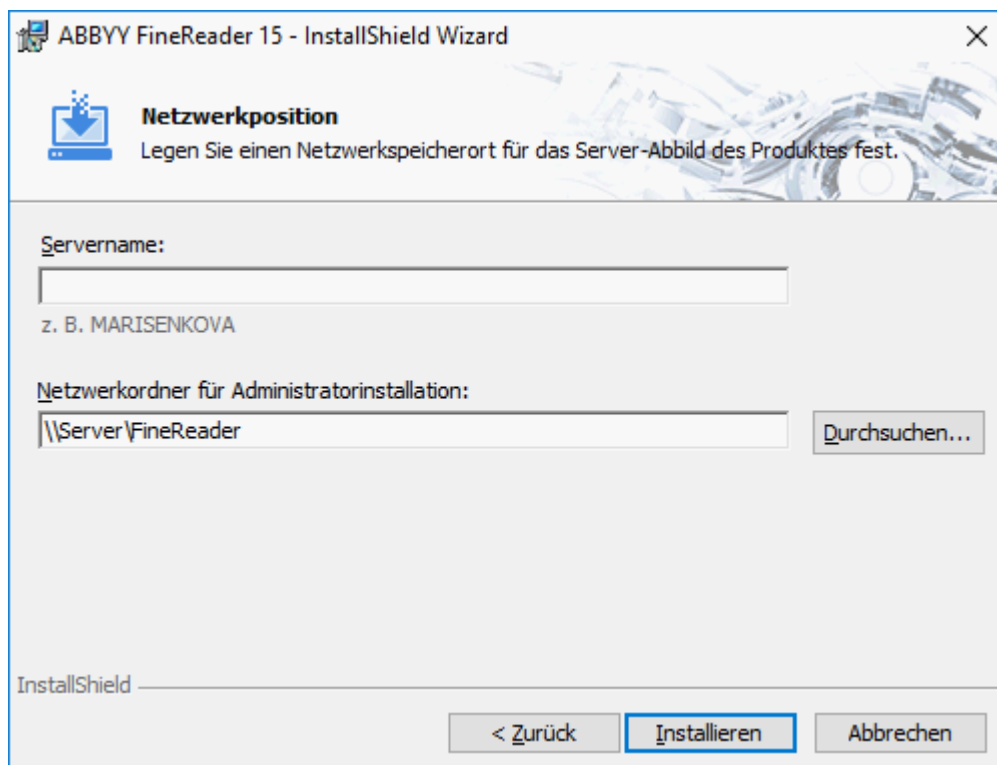 ABBYY FineReader 15 - InstallShield Wizard
Netzwerkposition
Legen Sie einen Netzwerkspeicherort für das Server-Abbild des Produktes fest.
Servername:
z. B. MARISENKOVA
Netzwerkordner für Administratorinstallation:
\\Server\FineReader
Durchsuchen...
InstallShield
< Zurück
Installieren
Abbrechen